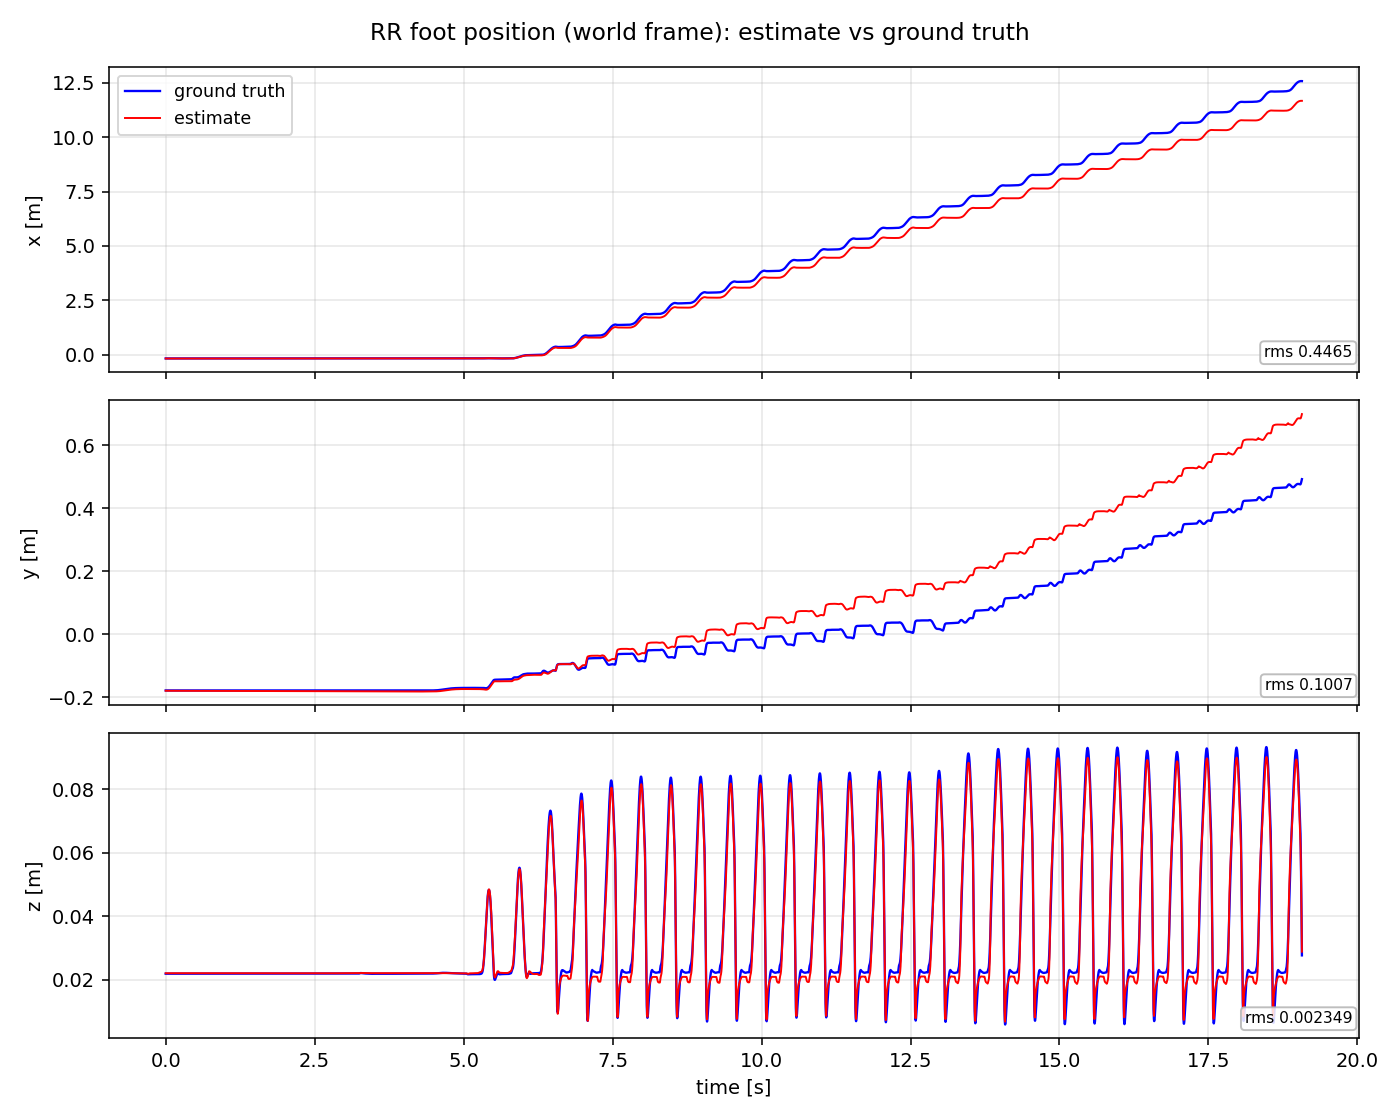 RR foot position (world frame): estimate vs ground truth
ground truth
estimate
x [m]
12.5
10.0
7.5
5.0
2.5
0.0
rms 0.4465
y [m]
0.6
0.4
0.2
0.0
−0.2
rms 0.1007
z [m]
0.08
0.06
0.04
0.02
rms 0.002349
0.0 2.5 5.0 7.5 10.0 12.5 15.0 17.5 20.0
time [s]